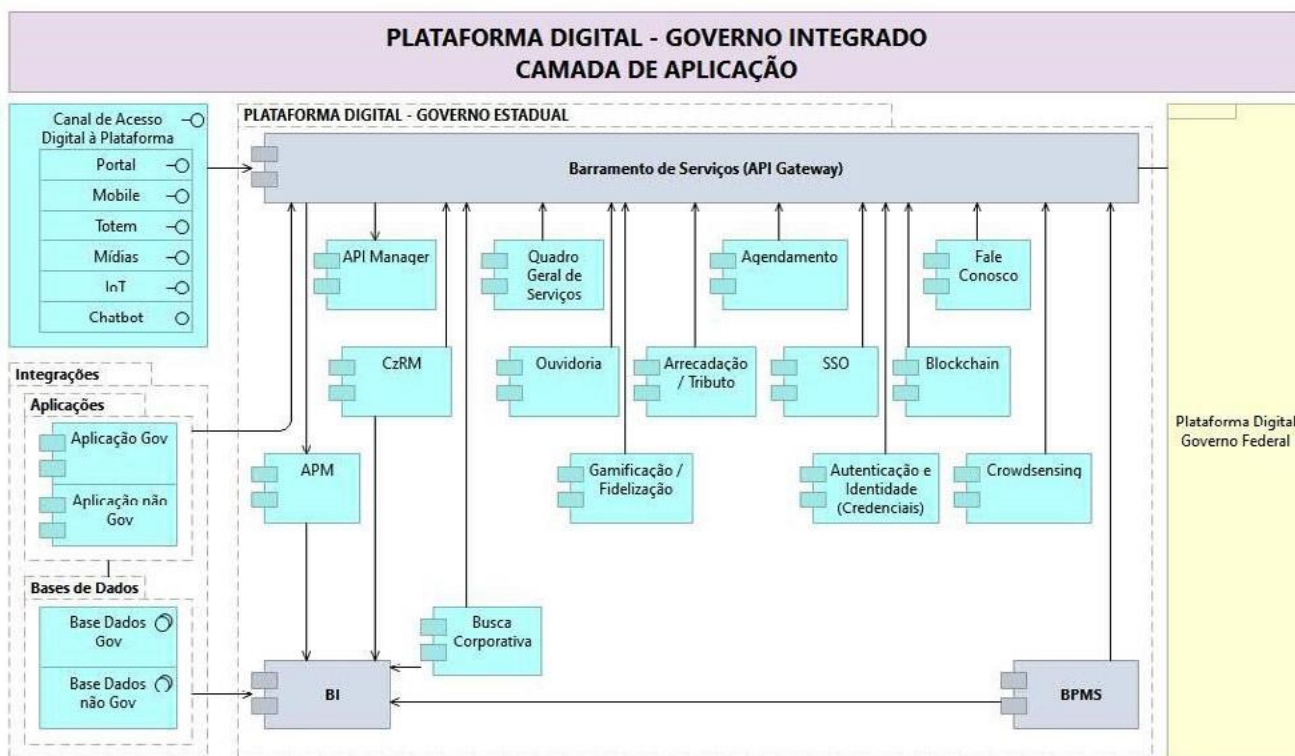 PLATAFORMA DIGITAL - GOVERNO INTEGRADO
CAMADA DE APLICAÇÃO
Canal de Acesso
Digital à Plataforma
Portal
Mobile
Totem
Mídias
IoT
Chatbot
PLATAFORMA DIGITAL - GOVERNO ESTADUAL
Barramento de Serviços (API Gateway)
API Manager
Quadro
Geral de
Serviços
Agendamento
Fale
Conosco
CzRM
Ouvidoria
Arrecadação
/ Tributo
SSO
Blockchain
Integrações
Aplicações
Aplicação Gov
Aplicação não
Gov
APM
Gamificação /
Fidelização
Autenticação e
Identidade
(Credenciais)
Crowdsensing
Plataforma Digital
Governo Federal
Bases de Dados
Base Dados
Gov
Base Dados
não Gov
Busca
Corporativa
BI
BPMS